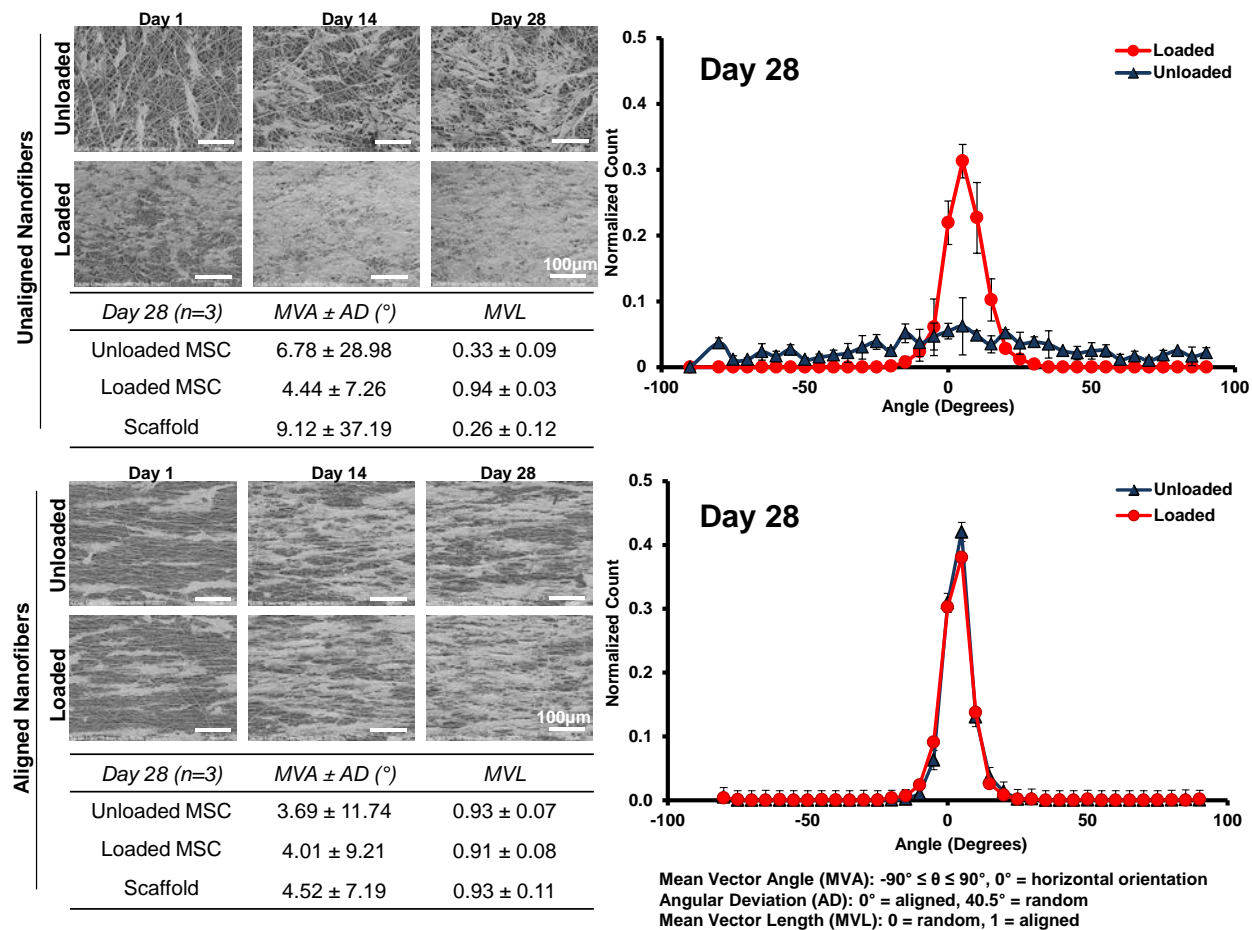 Day 1 Day 14 Day 28
Unaligned Nanofibers
Unloaded
Loaded
100µm
Day 28 (n=3) MVA ± AD (°) MVL
Unloaded MSC 6.78 ± 28.98 0.33 ± 0.09
Loaded MSC 4.44 ± 7.26 0.94 ± 0.03
Scaffold 9.12 ± 37.19 0.26 ± 0.12
Day 28
Loaded
Unloaded
Normalized Count
0.5
0.4
0.3
0.2
0.1
0
-100 -50 0 50 100
Angle (Degrees)
Day 1 Day 14 Day 28
Aligned Nanofibers
Unloaded
Loaded
100µm
Day 28 (n=3) MVA ± AD (°) MVL
Unloaded MSC 3.69 ± 11.74 0.93 ± 0.07
Loaded MSC 4.01 ± 9.21 0.91 ± 0.08
Scaffold 4.52 ± 7.19 0.93 ± 0.11
Day 28
Unloaded
Loaded
Normalized Count
0.5
0.4
0.3
0.2
0.1
0.0
-100 -50 0 50 100
Angle (Degrees)
Mean Vector Angle (MVA): -90° ≤ θ ≤ 90°, 0° = horizontal orientation
Angular Deviation (AD): 0° = aligned, 40.5° = random
Mean Vector Length (MVL): 0 = random, 1 = aligned